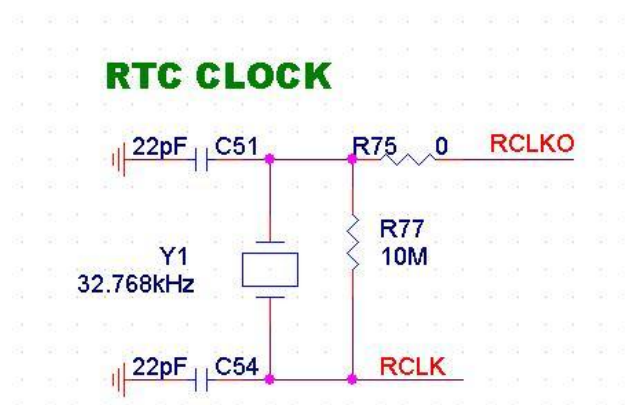 RTC CLOCK
22pF C51 R75 0 RCLKO
R77
Y1 10M
32.768kHz
22pF C54 RCLK